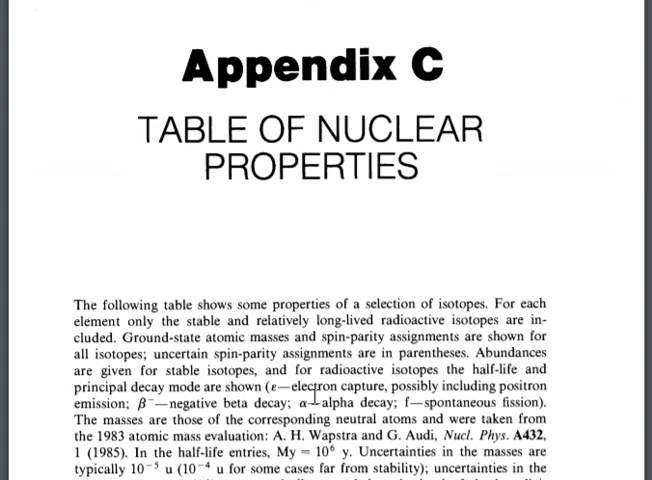 Appendix C
TABLE OF NUCLEAR
PROPERTIES
The following table shows some properties of a selection of isotopes. For each
element only the stable and relatively long-lived radioactive isotopes are in-
cluded. Ground-state atomic masses and spin-parity assignments are shown for
all isotopes; uncertain spin-parity assignments are in parentheses. Abundances
are given for stable isotopes, and for radioactive isotopes the half-life and
principal decay mode are shown (ε—electron capture, possibly including positron
emission; β⁻—negative beta decay; α—alpha decay; f—spontaneous fission).
The masses are those of the corresponding neutral atoms and were taken from
the 1983 atomic mass evaluation: A. H. Wapstra and G. Audi, Nucl. Phys. A432,
1 (1985). In the half-life entries, My = 10⁶ y. Uncertainties in the masses are
typically 10⁻⁵ u (10⁻⁴ u for some cases far from stability); uncertainties in the